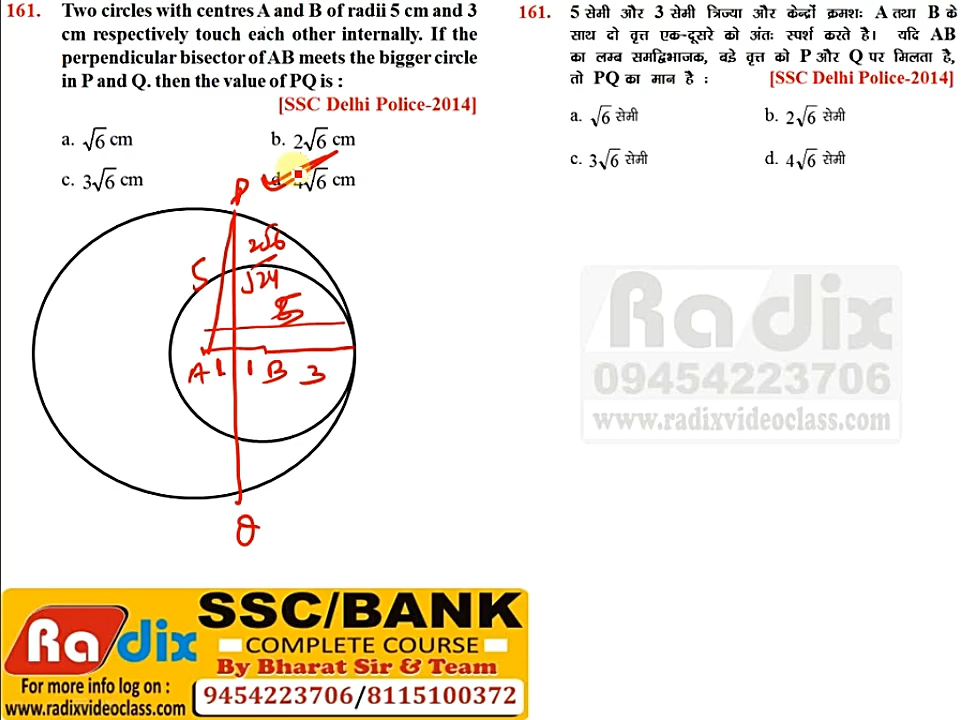 161. Two circles with centres A and B of radii 5 cm and 3
cm respectively touch each other internally. If the
perpendicular bisector of AB meets the bigger circle
in P and Q. then the value of PQ is :
[SSC Delhi Police-2014]
a. √6 cm b. 2√6 cm
c. 3√6 cm d. 4√6 cm
161. 5 सेमी और 3 सेमी त्रिज्या और केन्द्रों क्रमशः A तथा B के
साथ दो वृत्त एक-दूसरे को अंतः स्पर्श करते है। यदि AB
का लम्ब समद्विभाजक, बडे वृत्त को P और Q पर मिलता है,
तो PQ का मान है : [SSC Delhi Police-2014]
a. √6 सेमी b. 2√6 सेमी
c. 3√6 सेमी d. 4√6 सेमी
P
2√6
√24
5
5
A 1 1 B 3
Q
Radix
09454223706
www.radixvideoclass.com
Radix
SSC/BANK
COMPLETE COURSE
By Bharat Sir & Team
For more info log on :
www.radixvideoclass.com
9454223706/8115100372